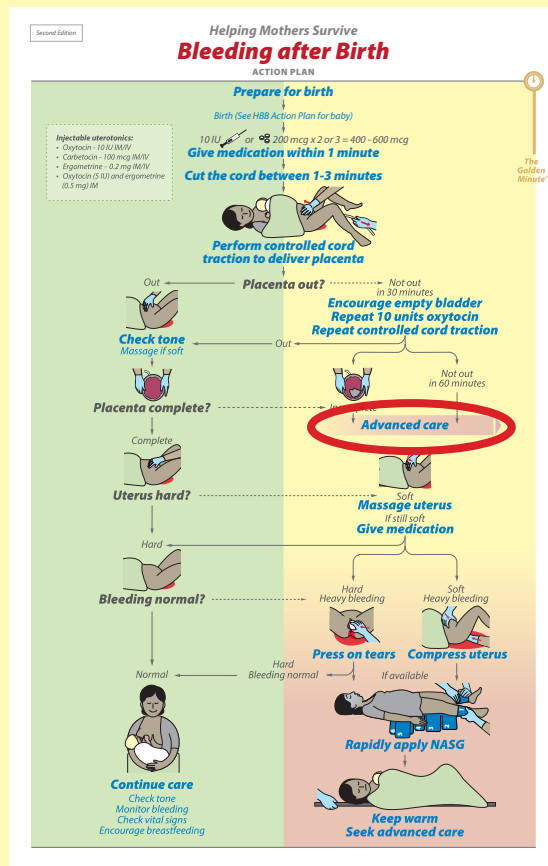 Second Edition
Helping Mothers Survive
Bleeding after Birth
ACTION PLAN
Prepare for birth
Birth (See HBB Action Plan for baby)
Injectable uterotonics:
• Oxytocin - 10 IU IM/IV
• Carbetocin - 100 mcg IM/IV
• Ergometrine – 0.2 mg IM/IV
• Oxytocin (5 IU) and ergometrine
(0.5 mg) IM
10 IU or 200 mcg x 2 or 3 = 400 - 600 mcg
Give medication within 1 minute
The
Golden
Minute®
Cut the cord between 1-3 minutes
Perform controlled cord
traction to deliver placenta
Out
Placenta out?
Not out
in 30 minutes
Encourage empty bladder
Repeat 10 units oxytocin
Repeat controlled cord traction
Check tone
Massage if soft
Out
Not out
in 60 minutes
Placenta complete?
Advanced care
Complete
Uterus hard?
Soft
Massage uterus
If still soft
Give medication
Hard
Bleeding normal?
Hard
Heavy bleeding
Soft
Heavy bleeding
Press on tears
Compress uterus
Normal
Hard
Bleeding normal
If available
5
4
3
2
Rapidly apply NASG
Continue care
Check tone
Monitor bleeding
Check vital signs
Encourage breastfeeding
Keep warm
Seek advanced care